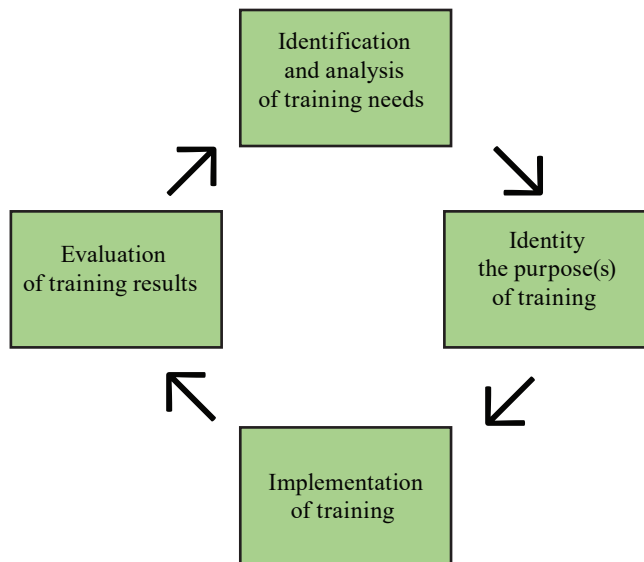 Identification
and analysis
of training needs
Identity
the purpose(s)
of training
Implementation
of training
Evaluation
of training results